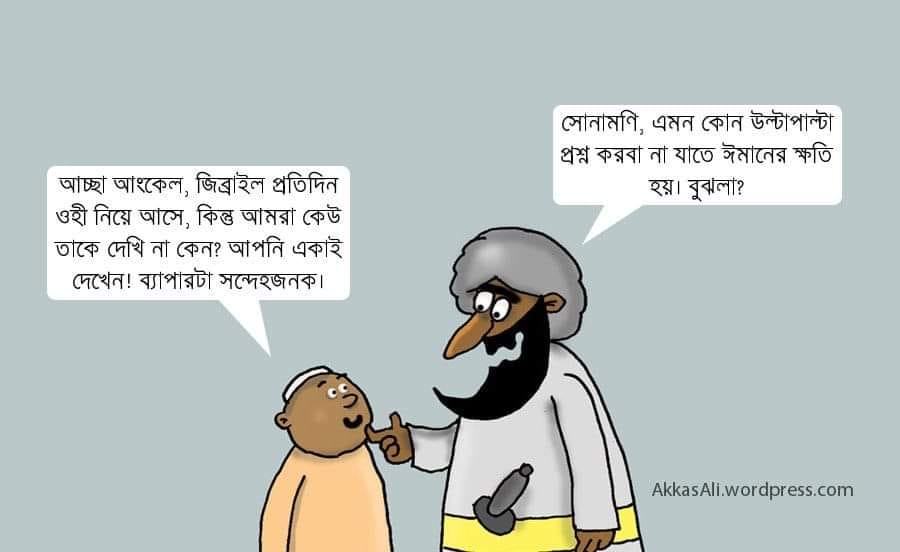 আচ্ছা আংকেল, জিব্রাইল প্রতিদিন
ওহী নিয়ে আসে, কিন্তু আমরা কেউ
তাকে দেখি না কেন? আপনি একাই
দেখেন! ব্যাপারটা সন্দেহজনক।
সোনামণি, এমন কোন উল্টাপাল্টা
প্রশ্ন করবা না যাতে ঈমানের ক্ষতি
হয়। বুঝলা?
AkkasAli.wordpress.com